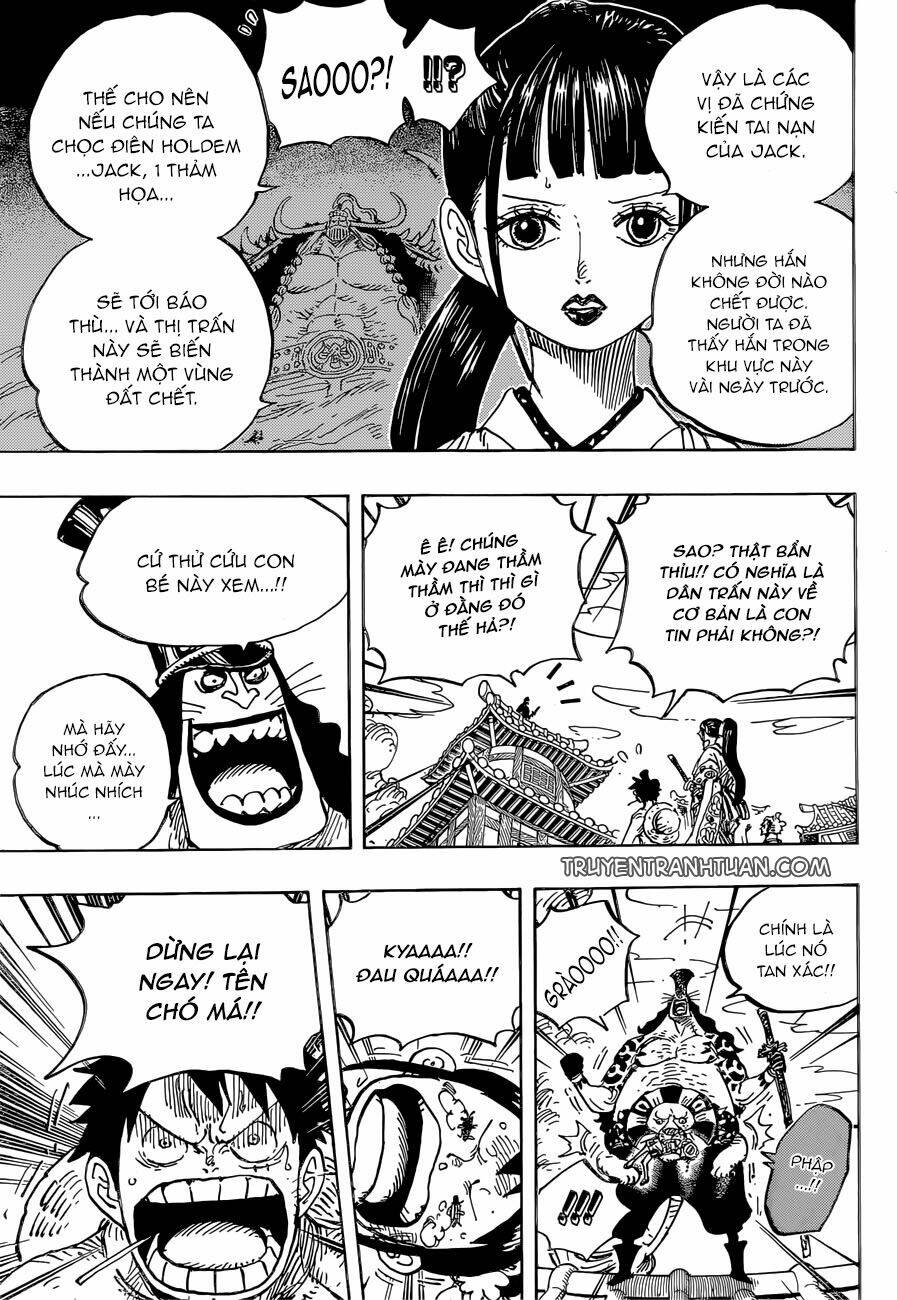 VẬY LÀ CÁC
VỊ ĐÃ CHỨNG
KIẾN TAI NẠN
CỦA JACK.
NHƯNG HẮN
KHÔNG ĐỜI NÀO
CHẾT ĐƯỢC.
NGƯỜI TA ĐÃ
THẤY HẮN TRONG
KHU VỰC NÀY
VÀI NGÀY TRƯỚC.
!!?
SAOOO?!
THẾ CHO NÊN
NẾU CHÚNG TA
CHỌC ĐIÊN HOLDEM
...JACK, 1 THẢM
HỌA...
SẼ TỚI BÁO
THÙ... VÀ THỊ TRẤN
NÀY SẼ BIẾN
THÀNH MỘT VÙNG
ĐẤT CHẾT.
SAO? THẬT BẨN
THỈU!! CÓ NGHĨA LÀ
DÂN TRẤN NÀY VỀ
CƠ BẢN LÀ CON
TIN PHẢI KHÔNG?!
Ê Ê! CHÚNG
MÀY ĐANG THẦM
THẦM THÌ THÌ GÌ
Ở ĐẰNG ĐÓ
THẾ HẢ?!
CỨ THỬ CỨU CON
BÉ NÀY XEM...!!
MÀ HÃY
NHỚ ĐẤY...
LÚC MÀ MÀY
NHÚC NHÍCH
...
TRUYENTRANHTUAN.COM
CHÍNH LÀ
LÚC NÓ
TAN XÁC!!
GRÀOOOO!!
PHẬP
...!!
!!!!
KYAAAA!!
ĐAU QUÁAAA!!
DỪNG LẠI
NGAY! TÊN
CHÓ MÁ!!